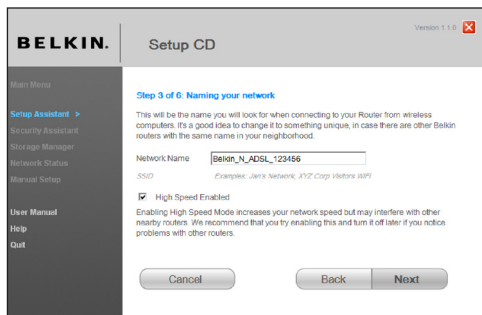 BELKIN.
Setup CD
Version 1.1.0
Main Menu
Setup Assistant >
Security Assistant
Storage Manager
Network Status
Manual Setup
User Manual
Help
Quit
Step 3 of 6: Naming your network
This will be the name you will look for when connecting to your Router from wireless
computers. It's a good idea to change it to something unique, in case there are other Belkin
routers with the same name in your neighborhood.
Network Name
Belkin_N_ADSL_123456
SSID
Examples: Jan's Network, XYZ Corp Visitors WiFi
High Speed Enabled
Enabling High Speed Mode increases your network speed but may interfere with other
nearby routers. We recommend that you try enabling this and turn it off later if you notice
problems with other routers.
Cancel
Back
Next